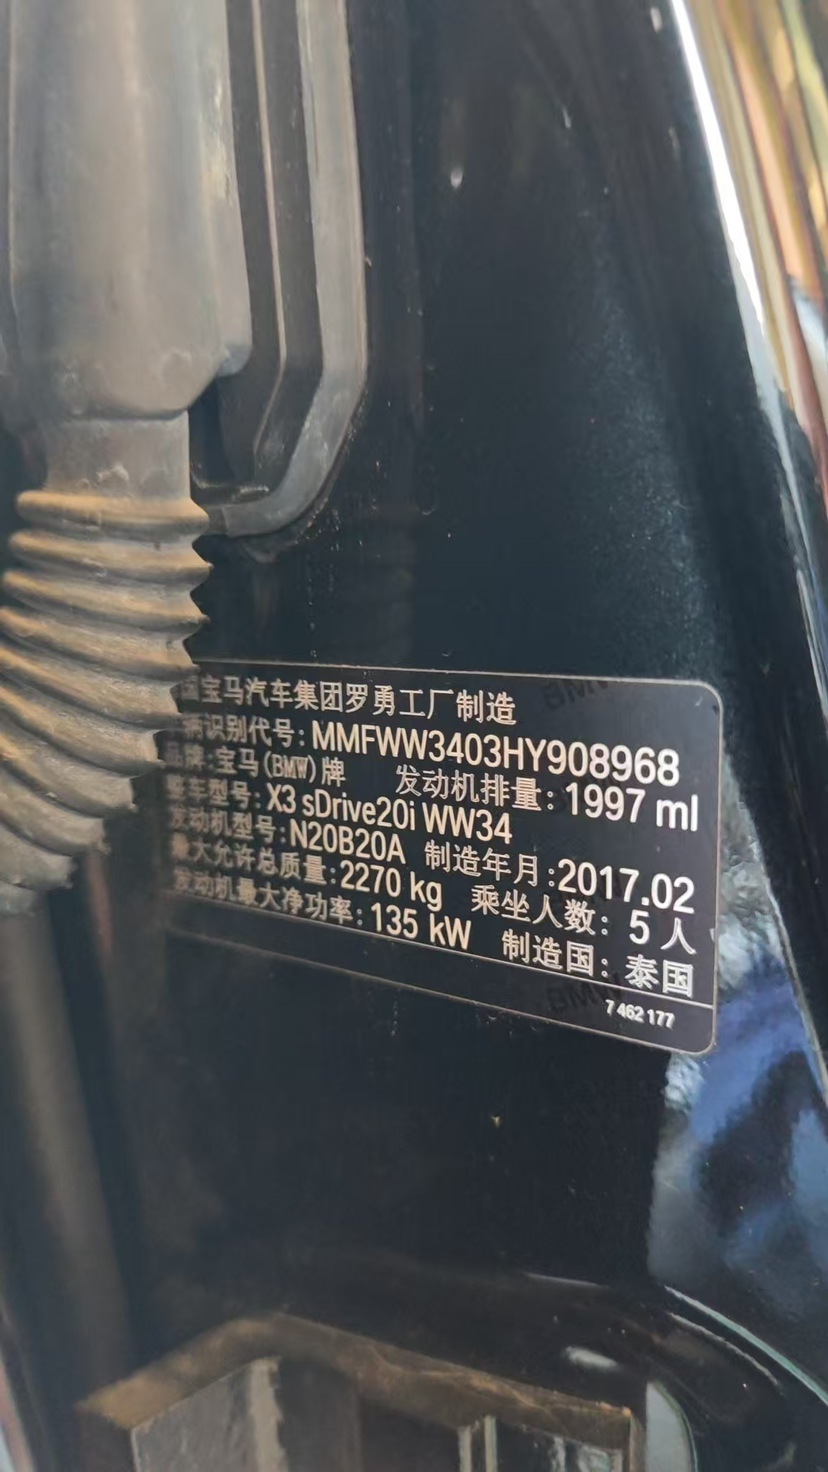 国宝马汽车集团罗勇工厂制造
车辆识别代号: MMFWW3403HY908968
品牌: 宝马(BMW)牌 发动机排量: 1997 ml
整车型号: X3 sDrive20i WW34
发动机型号: N20B20A 制造年月: 2017.02
最大允许总质量: 2270 kg 乘坐人数: 5 人
发动机最大净功率: 135 kW 制造国: 泰国
7 462 177